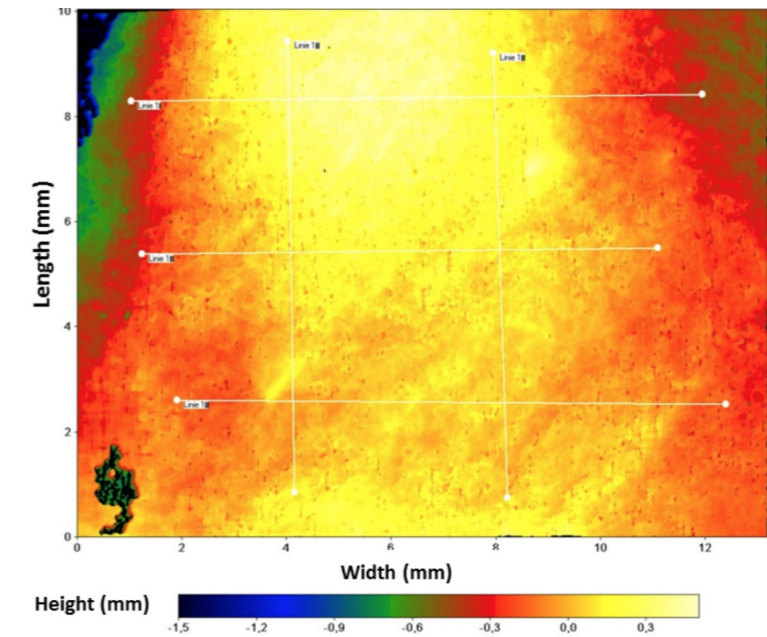 10
Linie 1
Linie 1
Linie 1
8
6
Linie 1
4
Linie 1
2
0
0 2 4 6 8 10 12
Length (mm)
Width (mm)
Height (mm)
-1,5 -1,2 -0,9 -0,6 -0,3 0,0 0,3